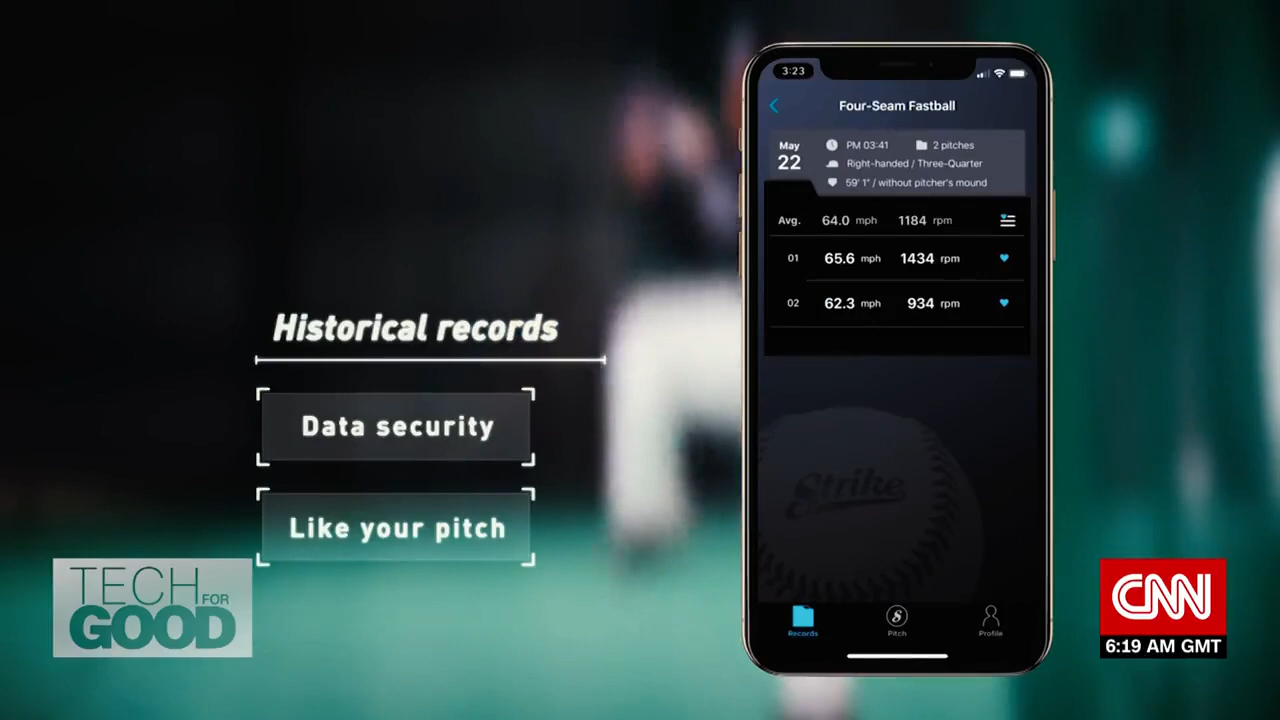 Historical records
Data security
Like your pitch
TECH FOR
GOOD
3:23
Four-Seam Fastball
May
22
PM 03:41 2 pitches
Right-handed / Three-Quarter
59' 1" / without pitcher's mound
Avg. 64.0 mph 1184 rpm
01 65.6 mph 1434 rpm
02 62.3 mph 934 rpm
Strike
Records Pitch Profile
CNN
6:19 AM GMT